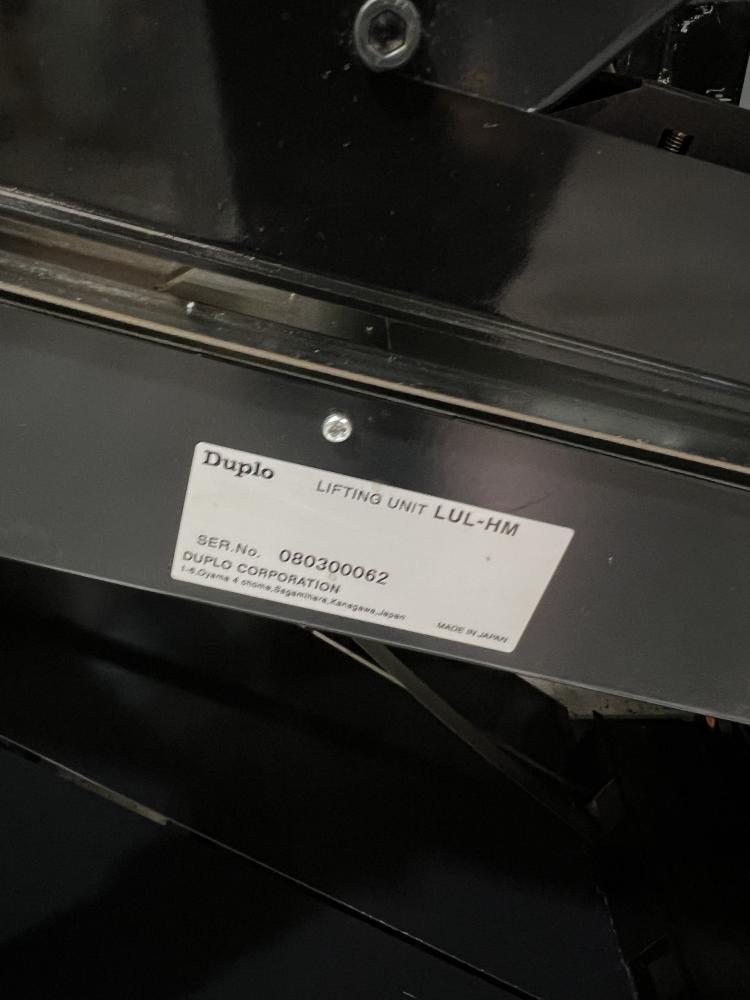 Duplo
LIFTING UNIT LUL-HM
SER.No. 080300062
DUPLO CORPORATION
1-6,Oyama 4 chome,Sagamihara,Kanagawa,Japan
MADE IN JAPAN